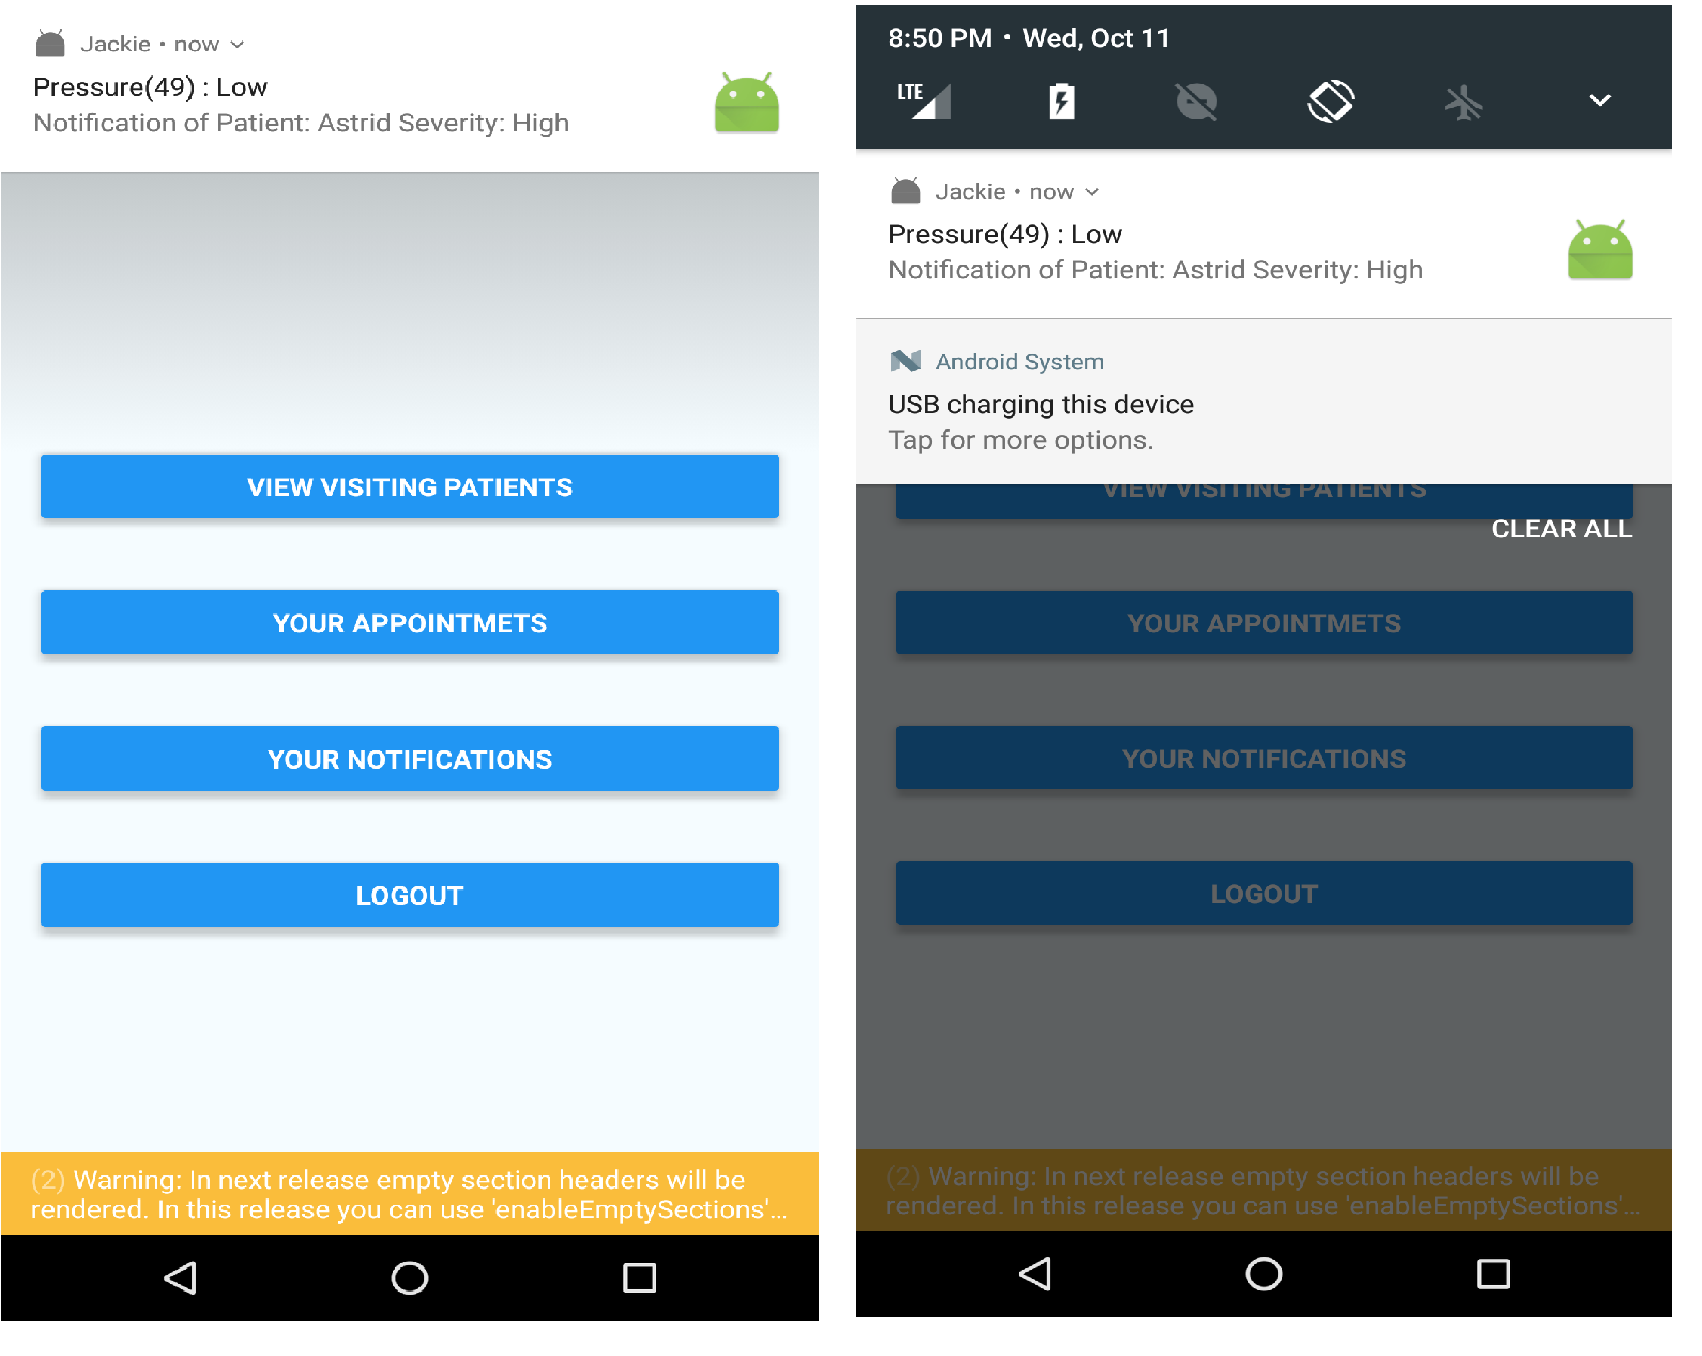 Jackie • now
Pressure(49) : Low
Notification of Patient: Astrid Severity: High
VIEW VISITING PATIENTS
YOUR APPOINTMETS
YOUR NOTIFICATIONS
LOGOUT
(2) Warning: In next release empty section headers will be
rendered. In this release you can use 'enableEmptySections'...
8:50 PM • Wed, Oct 11
LTE
Jackie • now
Pressure(49) : Low
Notification of Patient: Astrid Severity: High
Android System
USB charging this device
Tap for more options.
VIEW VISITING PATIENTS
CLEAR ALL
YOUR APPOINTMETS
YOUR NOTIFICATIONS
LOGOUT
(2) Warning: In next release empty section headers will be
rendered. In this release you can use 'enableEmptySections'...